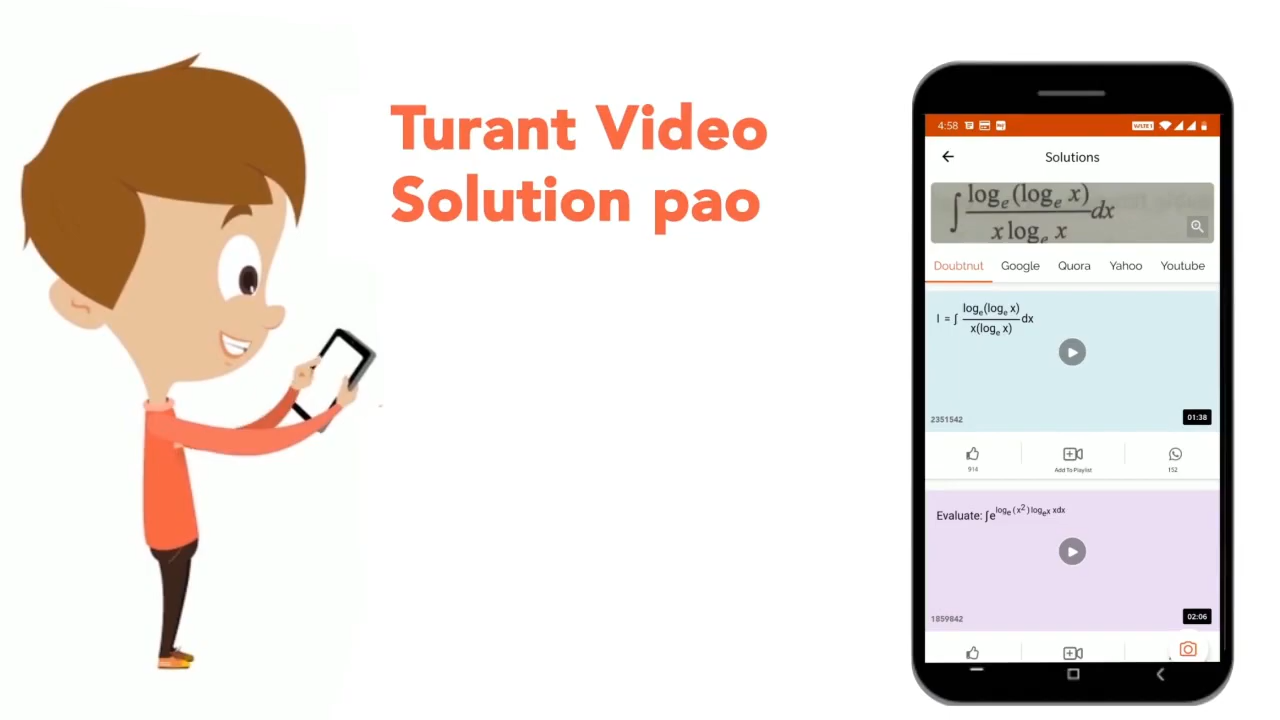 Turant Video
Solution pao
4:58
VoLTE1
Solutions
∫ logₑ(logₑ x) / x logₑ x dx
Doubtnut Google Quora Yahoo Youtube
I = ∫ logₑ(logₑ x) / x(logₑ x) dx
2351542 01:38
914 Add To Playlist 152
Evaluate: ∫e^logₑ(x²)logₑx xdx
1859842 02:06